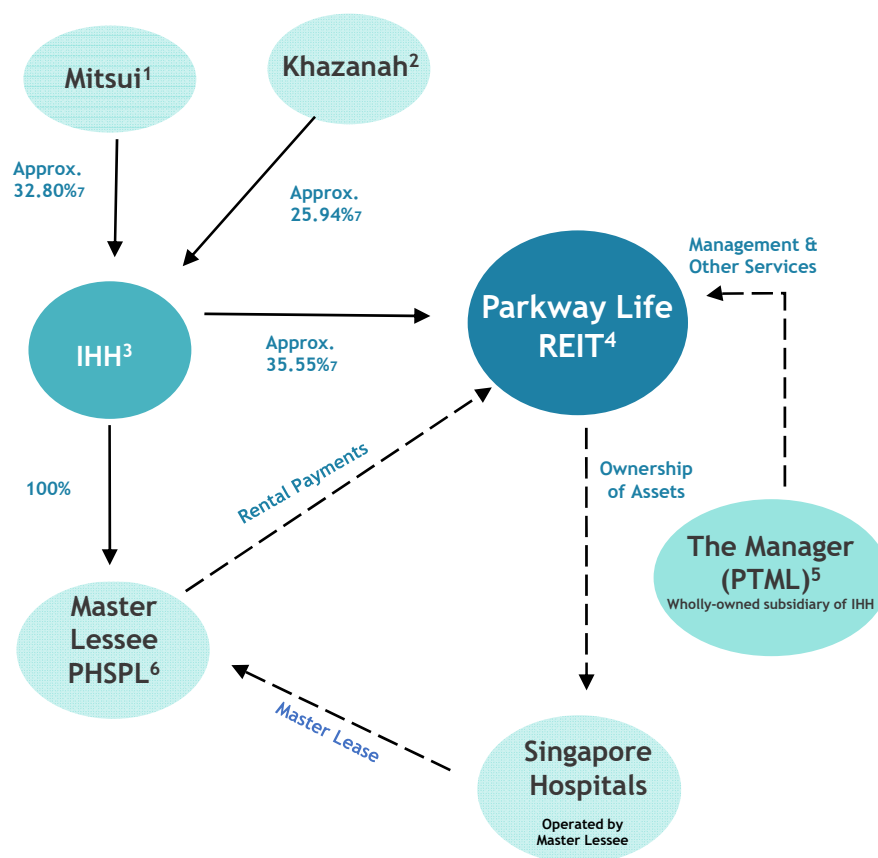 Mitsui1
Khazanah2
Approx.
32.80%7
Approx.
25.94%7
Management &
Other Services
Parkway Life
REIT4
IHH3
Approx.
35.55%7
Rental Payments
100%
Ownership
of Assets
The Manager
(PTML)5
Wholly-owned subsidiary of IHH
Master
Lessee
PHSPL6
Master Lease
Singapore
Hospitals
Operated by
Master Lessee